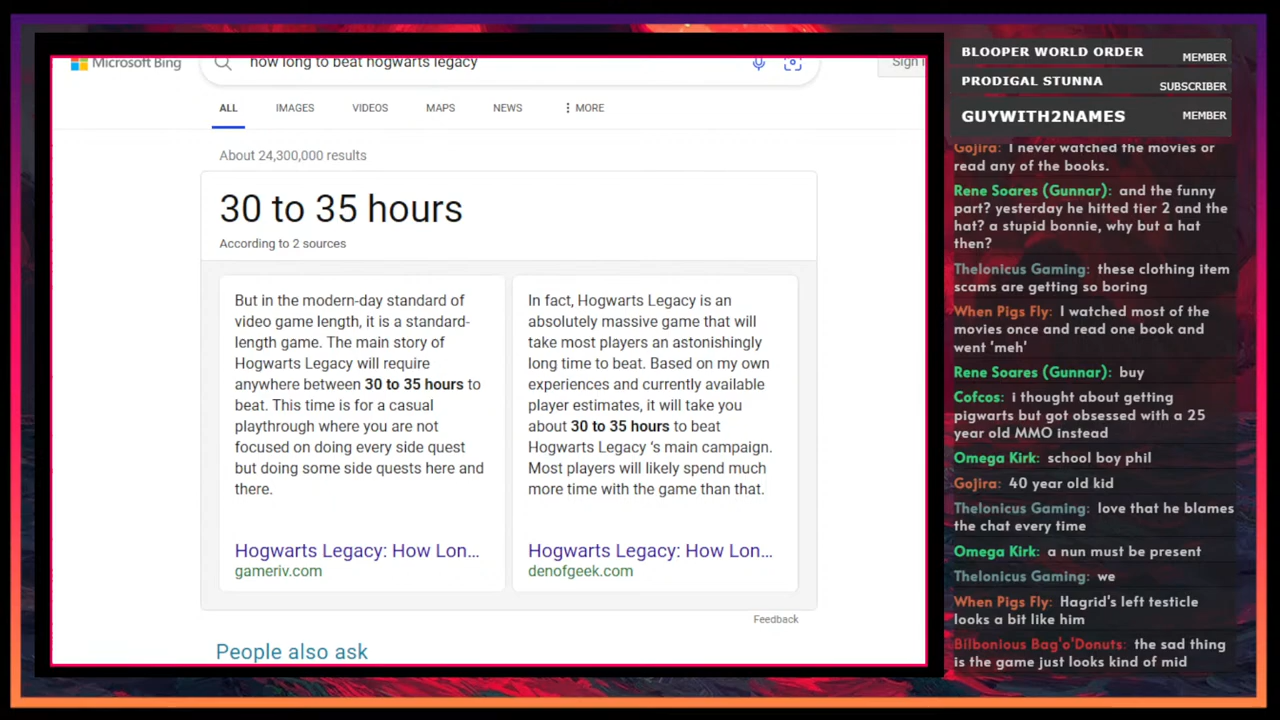 Microsoft Bing
how long to beat hogwarts legacy
Sign i
ALL
IMAGES
VIDEOS
MAPS
NEWS
MORE
About 24,300,000 results
30 to 35 hours
According to 2 sources
But in the modern-day standard of
video game length, it is a standard-
length game. The main story of
Hogwarts Legacy will require
anywhere between 30 to 35 hours to
beat. This time is for a casual
playthrough where you are not
focused on doing every side quest
but doing some side quests here and
there.
Hogwarts Legacy: How Lon...
gameriv.com
In fact, Hogwarts Legacy is an
absolutely massive game that will
take most players an astonishingly
long time to beat. Based on my own
experiences and currently available
player estimates, it will take you
about 30 to 35 hours to beat
Hogwarts Legacy 's main campaign.
Most players will likely spend much
more time with the game than that.
Hogwarts Legacy: How Lon...
denofgeek.com
Feedback
People also ask
BLOOPER WORLD ORDER
MEMBER
PRODIGAL STUNNA
SUBSCRIBER
GUYWITH2NAMES
MEMBER
Gojira: I never watched the movies or
read any of the books.
Rene Soares (Gunnar): and the funny
part? yesterday he hitted tier 2 and the
hat? a stupid bonnie, why but a hat
then?
Thelonicus Gaming: these clothing item
scams are getting so boring
When Pigs Fly: I watched most of the
movies once and read one book and
went 'meh'
Rene Soares (Gunnar): buy
Cofcos: i thought about getting
pigwarts but got obsessed with a 25
year old MMO instead
Omega Kirk: school boy phil
Gojira: 40 year old kid
Thelonicus Gaming: love that he blames
the chat every time
Omega Kirk: a nun must be present
Thelonicus Gaming: we
When Pigs Fly: Hagrid's left testicle
looks a bit like him
Bilbonious Bag'o'Donuts: the sad thing
is the game just looks kind of mid